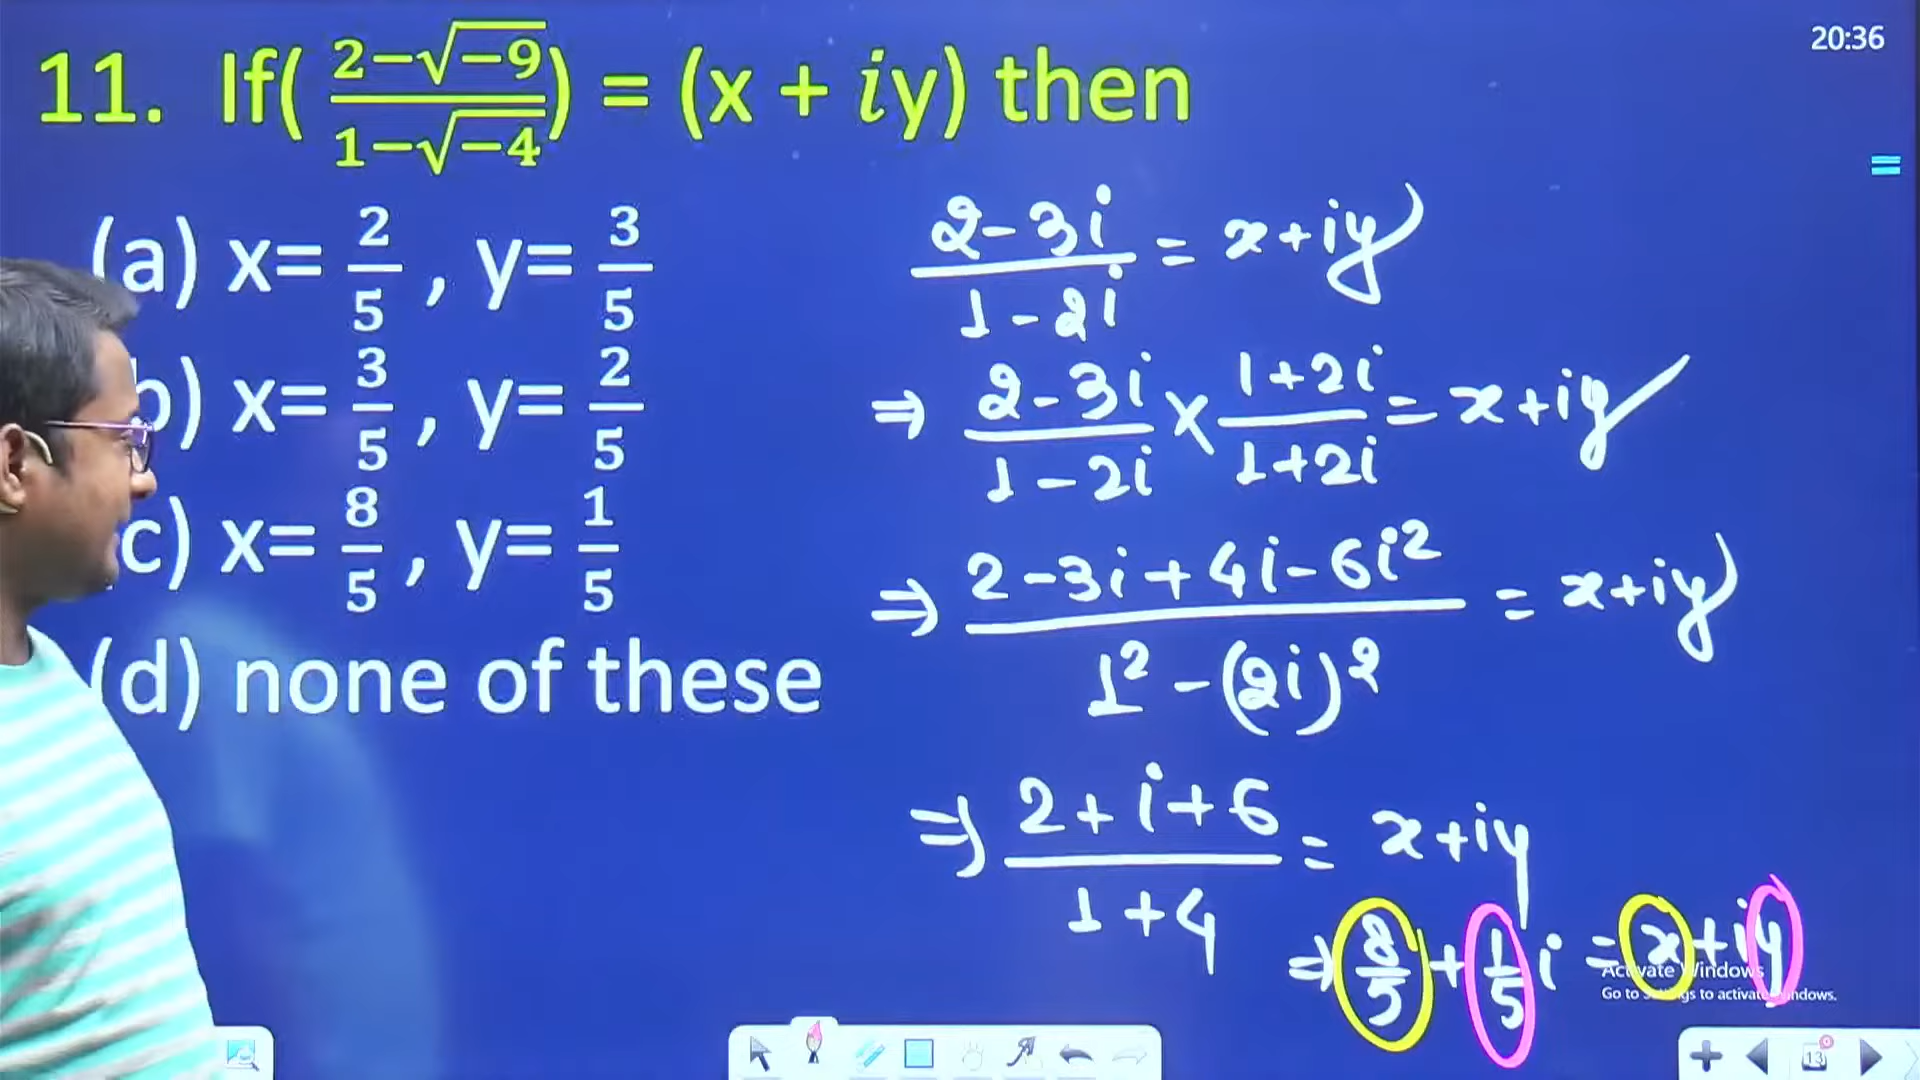 20:36
11. If( (2−√−9)/(1−√−4) ) = (x + iy) then
(a) x= 2/5 , y= 3/5
b) x= 3/5 , y= 2/5
c) x= 8/5 , y= 1/5
(d) none of these
(2-3i)/(1-2i) = x+iy
⇒ (2-3i)/(1-2i) × (1+2i)/(1+2i) = x+iy
⇒ (2-3i+4i-6i²)/(1²-(2i)²) = x+iy
⇒ (2+i+6)/(1+4) = x+iy
⇒ 8/5 + 1/5 i = x+iy
Activate Windows
Go to Settings to activate Windows.
13